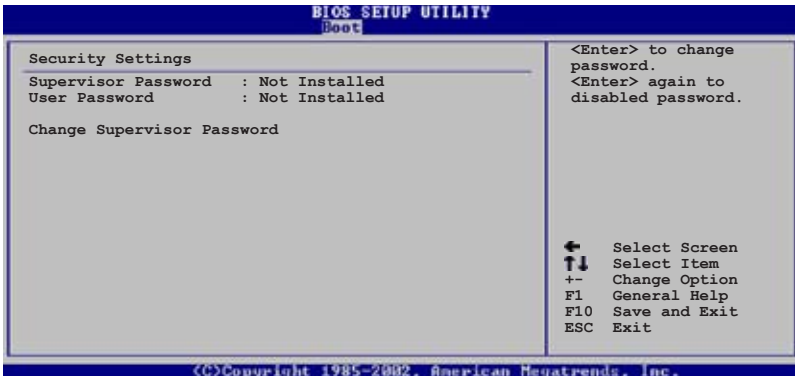 BIOS SETUP UTILITY
Boot
Security Settings
Supervisor Password : Not Installed
User Password : Not Installed
Change Supervisor Password
<Enter> to change
password.
<Enter> again to
disabled password.
← Select Screen
↑↓ Select Item
+- Change Option
F1 General Help
F10 Save and Exit
ESC Exit
(C)Copyright 1985-2002, American Megatrends, Inc.